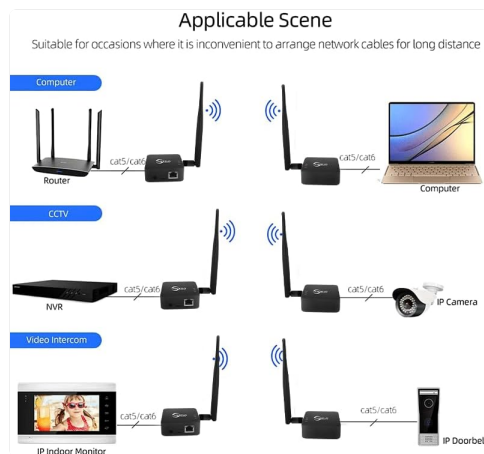 Applicable Scene
Suitable for occasions where it is inconvenient to arrange network cables for long distance
Computer
cat5/cat6
cat5/cat6
Router
Computer
CCTV
cat5/cat6
cat5/cat6
NVR
IP Camera
Video Intercom
cat5/cat6
cat5/cat6
IP Indoor Monitor
IP Doorbel